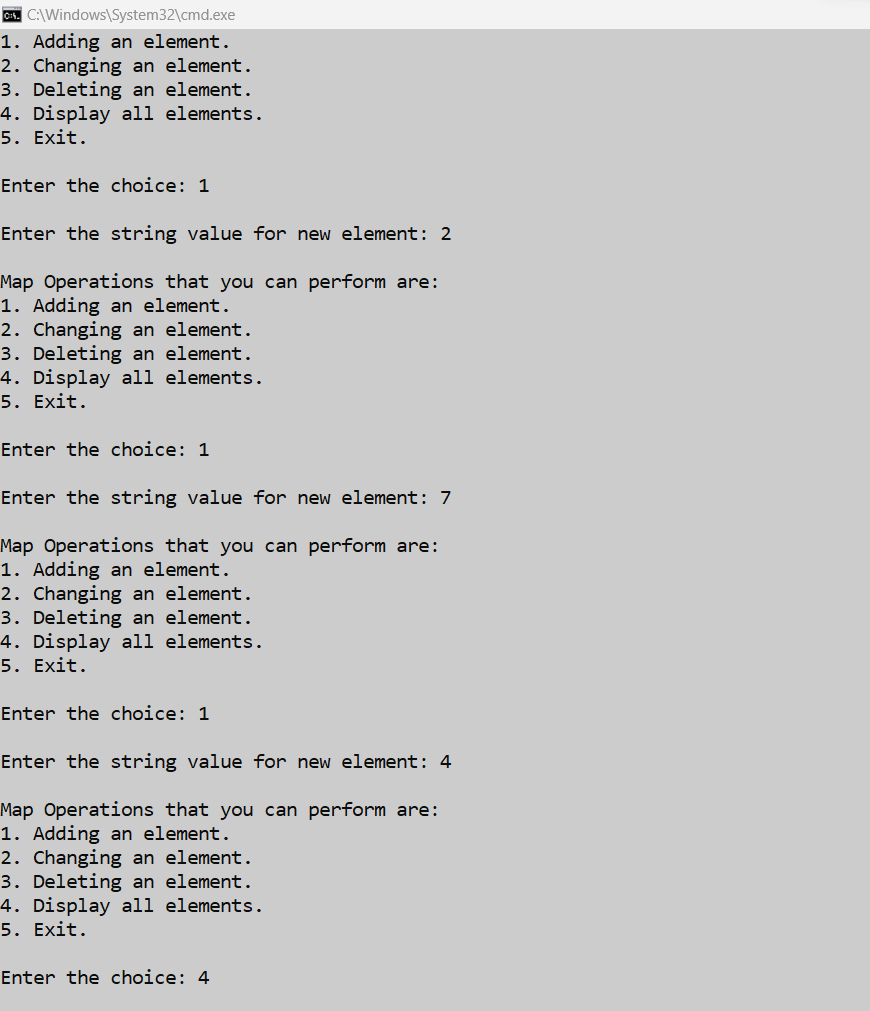 C:\Windows\System32\cmd.exe
1. Adding an element.
2. Changing an element.
3. Deleting an element.
4. Display all elements.
5. Exit.
Enter the choice: 1
Enter the string value for new element: 2
Map Operations that you can perform are:
1. Adding an element.
2. Changing an element.
3. Deleting an element.
4. Display all elements.
5. Exit.
Enter the choice: 1
Enter the string value for new element: 7
Map Operations that you can perform are:
1. Adding an element.
2. Changing an element.
3. Deleting an element.
4. Display all elements.
5. Exit.
Enter the choice: 1
Enter the string value for new element: 4
Map Operations that you can perform are:
1. Adding an element.
2. Changing an element.
3. Deleting an element.
4. Display all elements.
5. Exit.
Enter the choice: 4